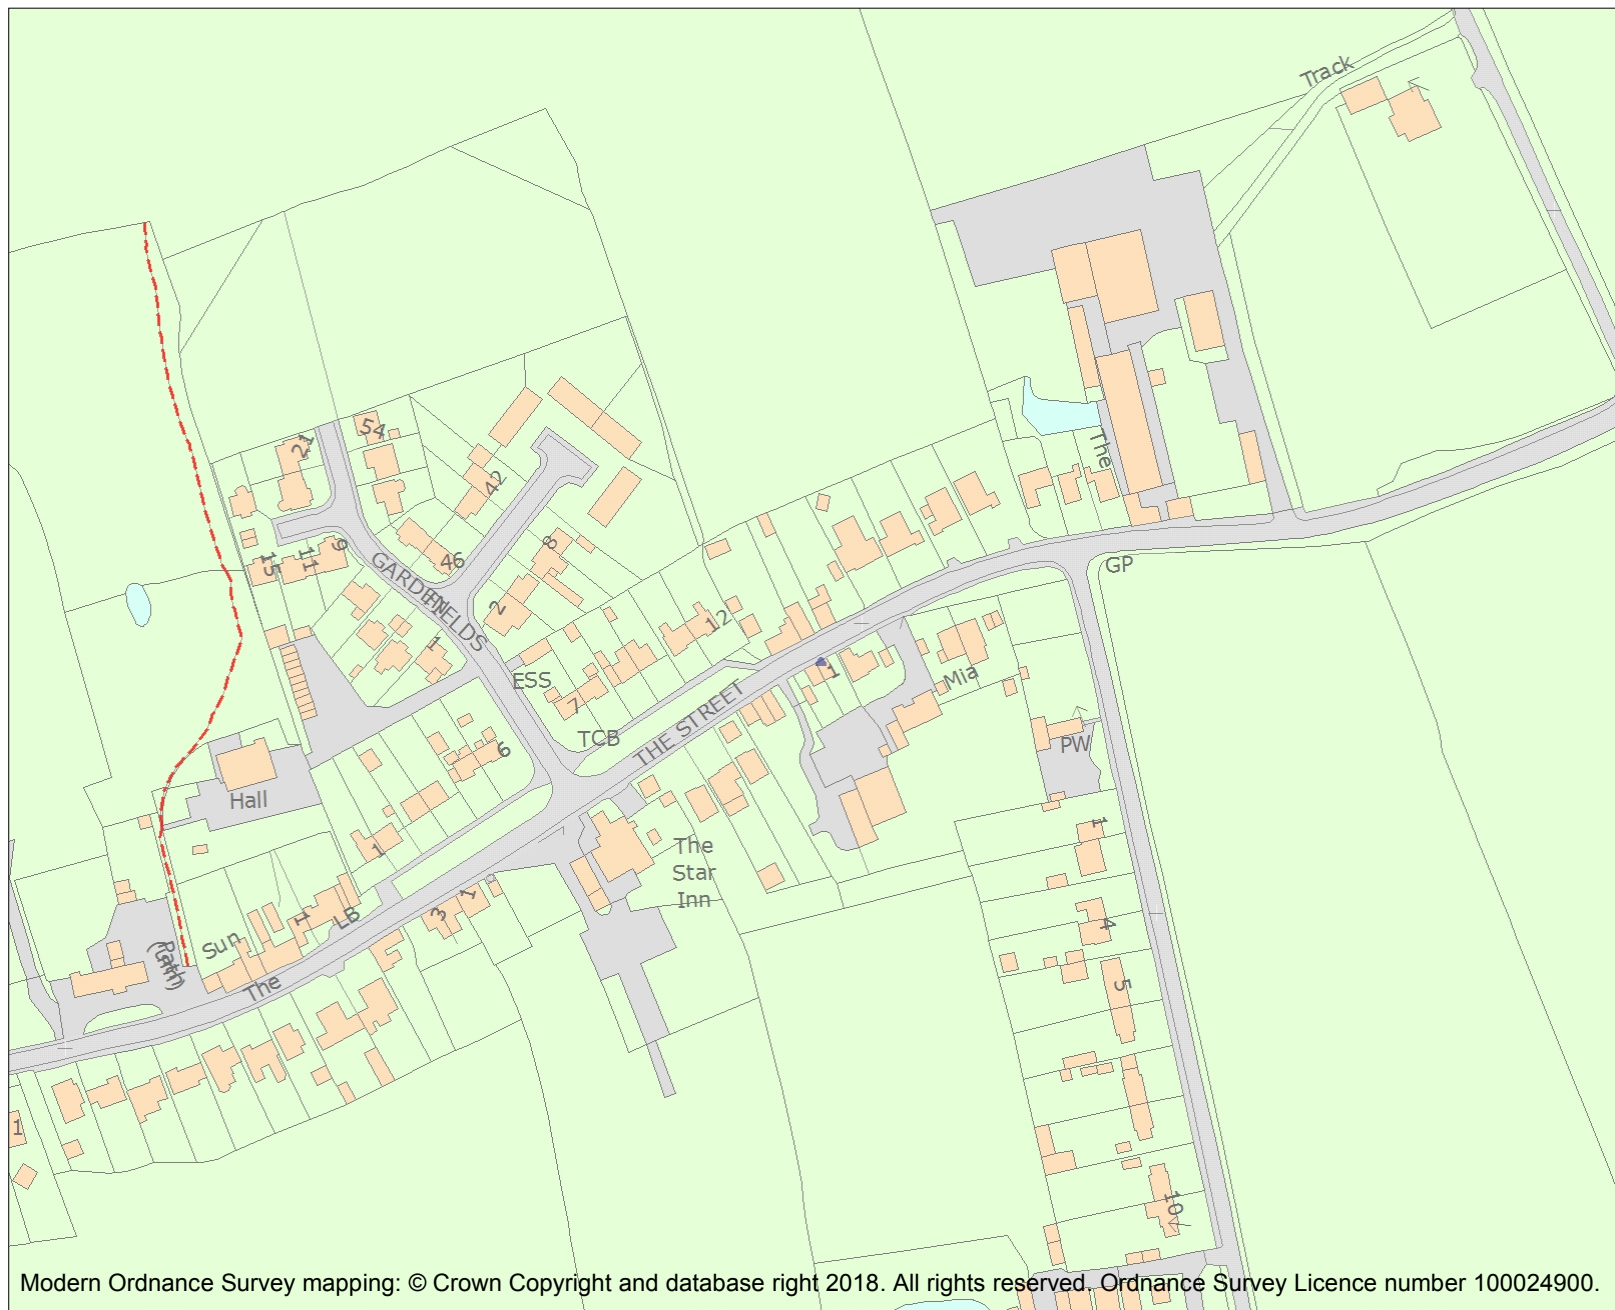 Track
54
21
42
The
8
9
11
15
46
GARDEN
FIELDS
GP
2
12
1
ESS
1
Mia
7
TCB
THE STREET
PW
6
Hall
1
The
Star
Inn
1
1
3
1
LB
4
Sun
Path
(um)
The
5
1
10
Modern Ordnance Survey mapping: © Crown Copyright and database right 2018. All rights reserved. Ordnance Survey Licence number 100024900.